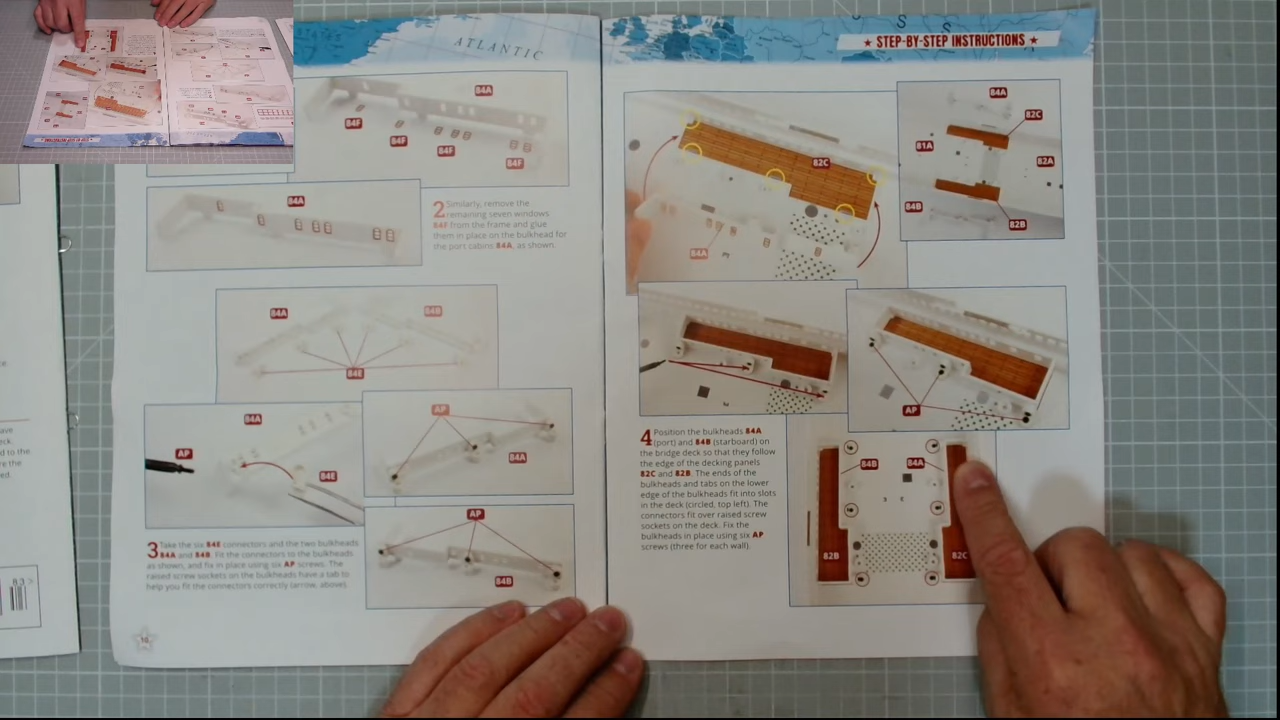 ATLANTIC
★ STEP-BY-STEP INSTRUCTIONS ★
84A
84F
84F
84F
84F
84A
2 Similarly, remove the
remaining seven windows
84F from the frame and glue
them in place on the bulkhead for
the port cabins 84A, as shown.
84A
84B
84E
84A
AP
84E
AP
84A
AP
84B
3 Take the six 84E connectors and the two bulkheads
84A and 84B. Fit the connectors to the bulkheads
as shown, and fix in place using six AP screws. The
raised screw sockets on the bulkheads have a tab to
help you fit the connectors correctly (arrow, above).
82C
84A
84A
82C
81A
82A
84B
82B
AP
4 Position the bulkheads 84A
(port) and 84B (starboard) on
the bridge deck so that they follow
the edge of the decking panels
82C and 82B. The ends of the
bulkheads and tabs on the lower
edge of the bulkheads fit into slots
in the deck (circled, top left). The
connectors fit over raised screw
sockets on the deck. Fix the
bulkheads in place using six AP
screws (three for each wall).
84B
84A
82B
82C